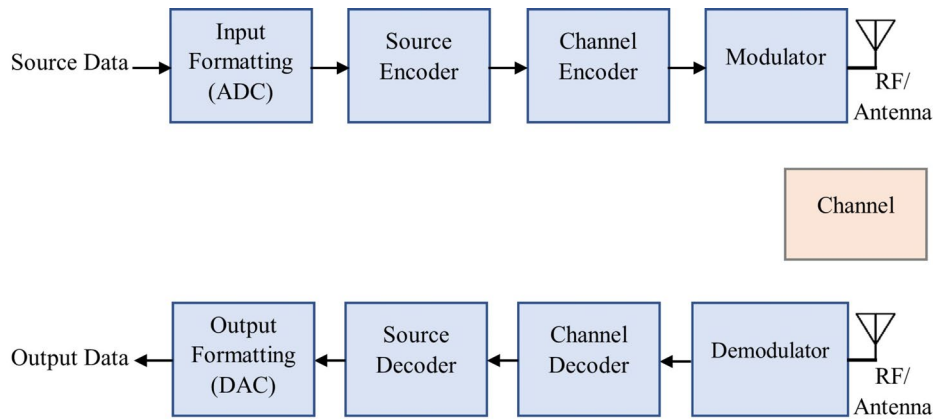 Source Data
Input
Formatting
(ADC)
Source
Encoder
Channel
Encoder
Modulator
RF/
Antenna
Channel
Output Data
Output
Formatting
(DAC)
Source
Decoder
Channel
Decoder
Demodulator
RF/
Antenna